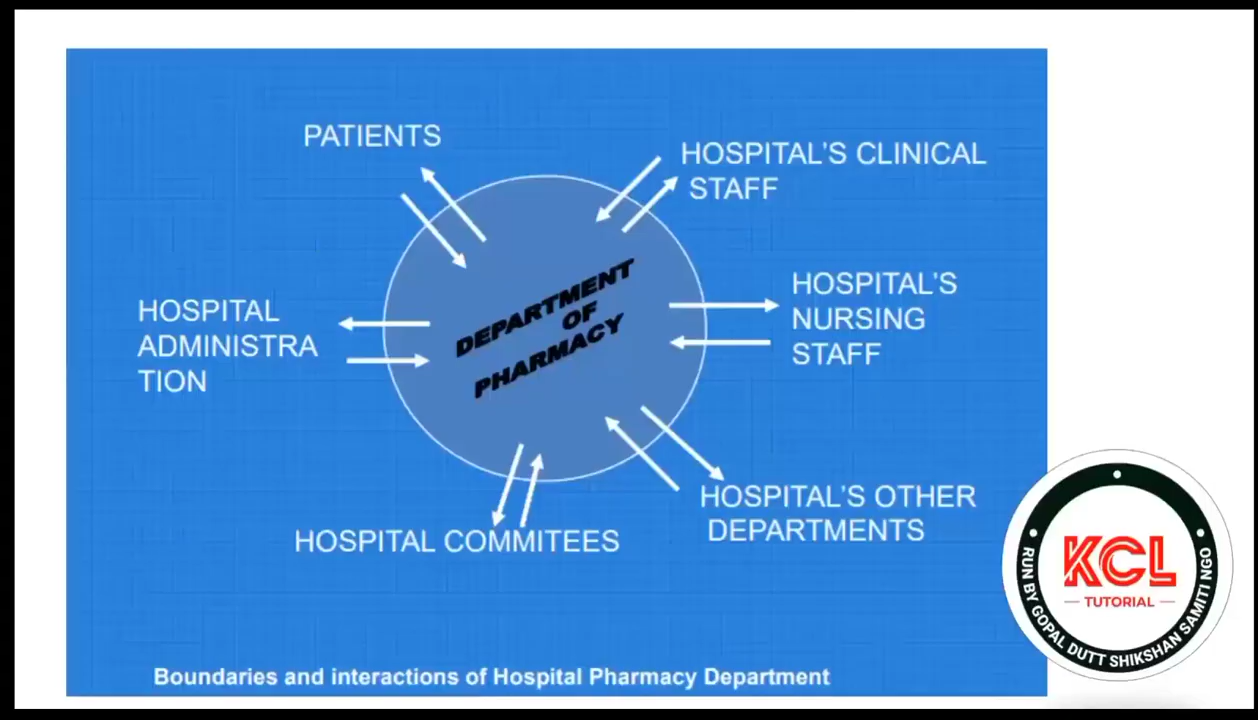 PATIENTS
HOSPITAL'S CLINICAL
STAFF
HOSPITAL
ADMINISTRA
TION
DEPARTMENT
OF
PHARMACY
HOSPITAL'S
NURSING
STAFF
HOSPITAL COMMITEES
HOSPITAL'S OTHER
DEPARTMENTS
Boundaries and interactions of Hospital Pharmacy Department
KCL
TUTORIAL
RUN BY GOPAL DUTT SHIKSHAN SAMITI NGO